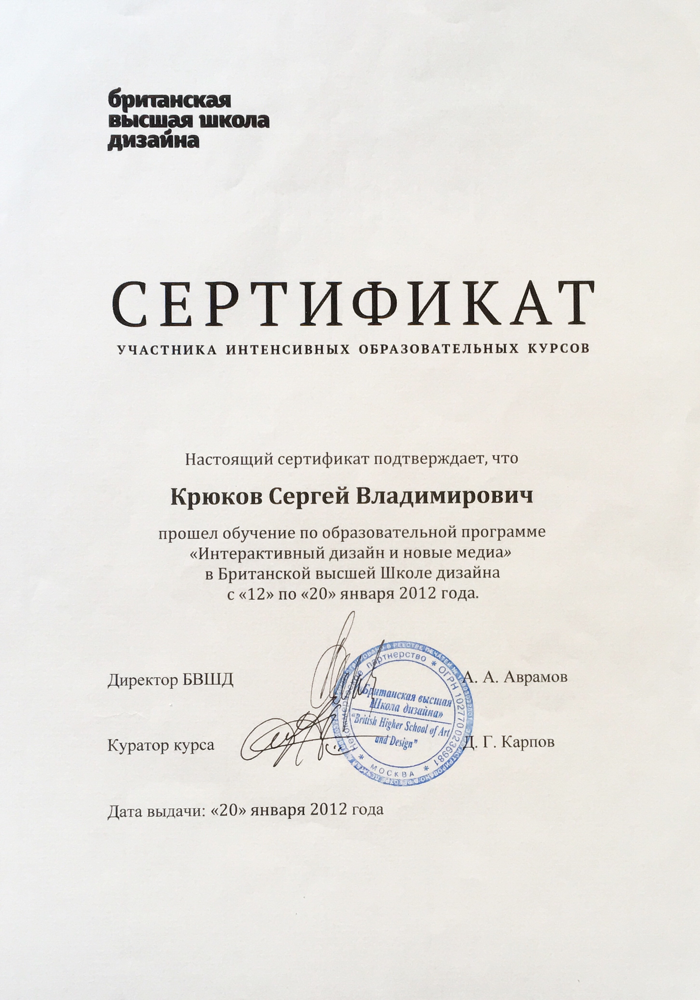 британская
высшая школа
дизайна
СЕРТИФИКАТ
УЧАСТНИКА ИНТЕНСИВНЫХ ОБРАЗОВАТЕЛЬНЫХ КУРСОВ
Настоящий сертификат подтверждает, что
Крюков Сергей Владимирович
прошел обучение по образовательной программе
«Интерактивный дизайн и новые медиа»
в Британской высшей Школе дизайна
с «12» по «20» января 2012 года.
Директор БВШД
А. А. Аврамов
партнерство * ОГРН 1027700236981
«Британская высшая
Школа дизайна»
"British Higher School of Art
and Design"
* МОСКВА *
Куратор курса
Д. Г. Карпов
Дата выдачи: «20» января 2012 года